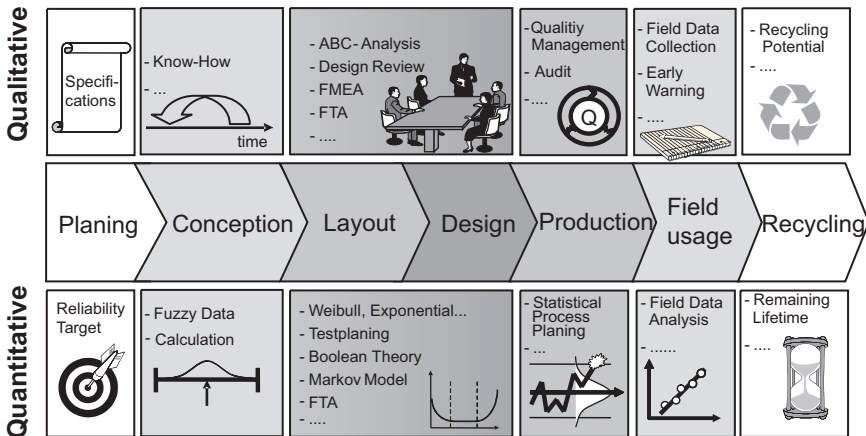 Qualitative
Specifi-
cations
- Know-How
- ...
time
- ABC- Analysis
- Design Review
- FMEA
- FTA
- ....
- Qualitiy
Management
- Audit
- ....
Q
- Field Data
Collection
- Early
Warning
- ....
- Recycling
Potential
- ....
Planing
Conception
Layout
Design
Production
Field
usage
Recycling
Quantitative
Reliability
Target
- Fuzzy Data
- Calculation
- Weibull, Exponential...
- Testplaning
- Boolean Theory
- Markov Model
- FTA
- ....
- Statistical
Process
Planing
- ...
- Field Data
Analysis
- ......
- Remaining
Lifetime
- ....